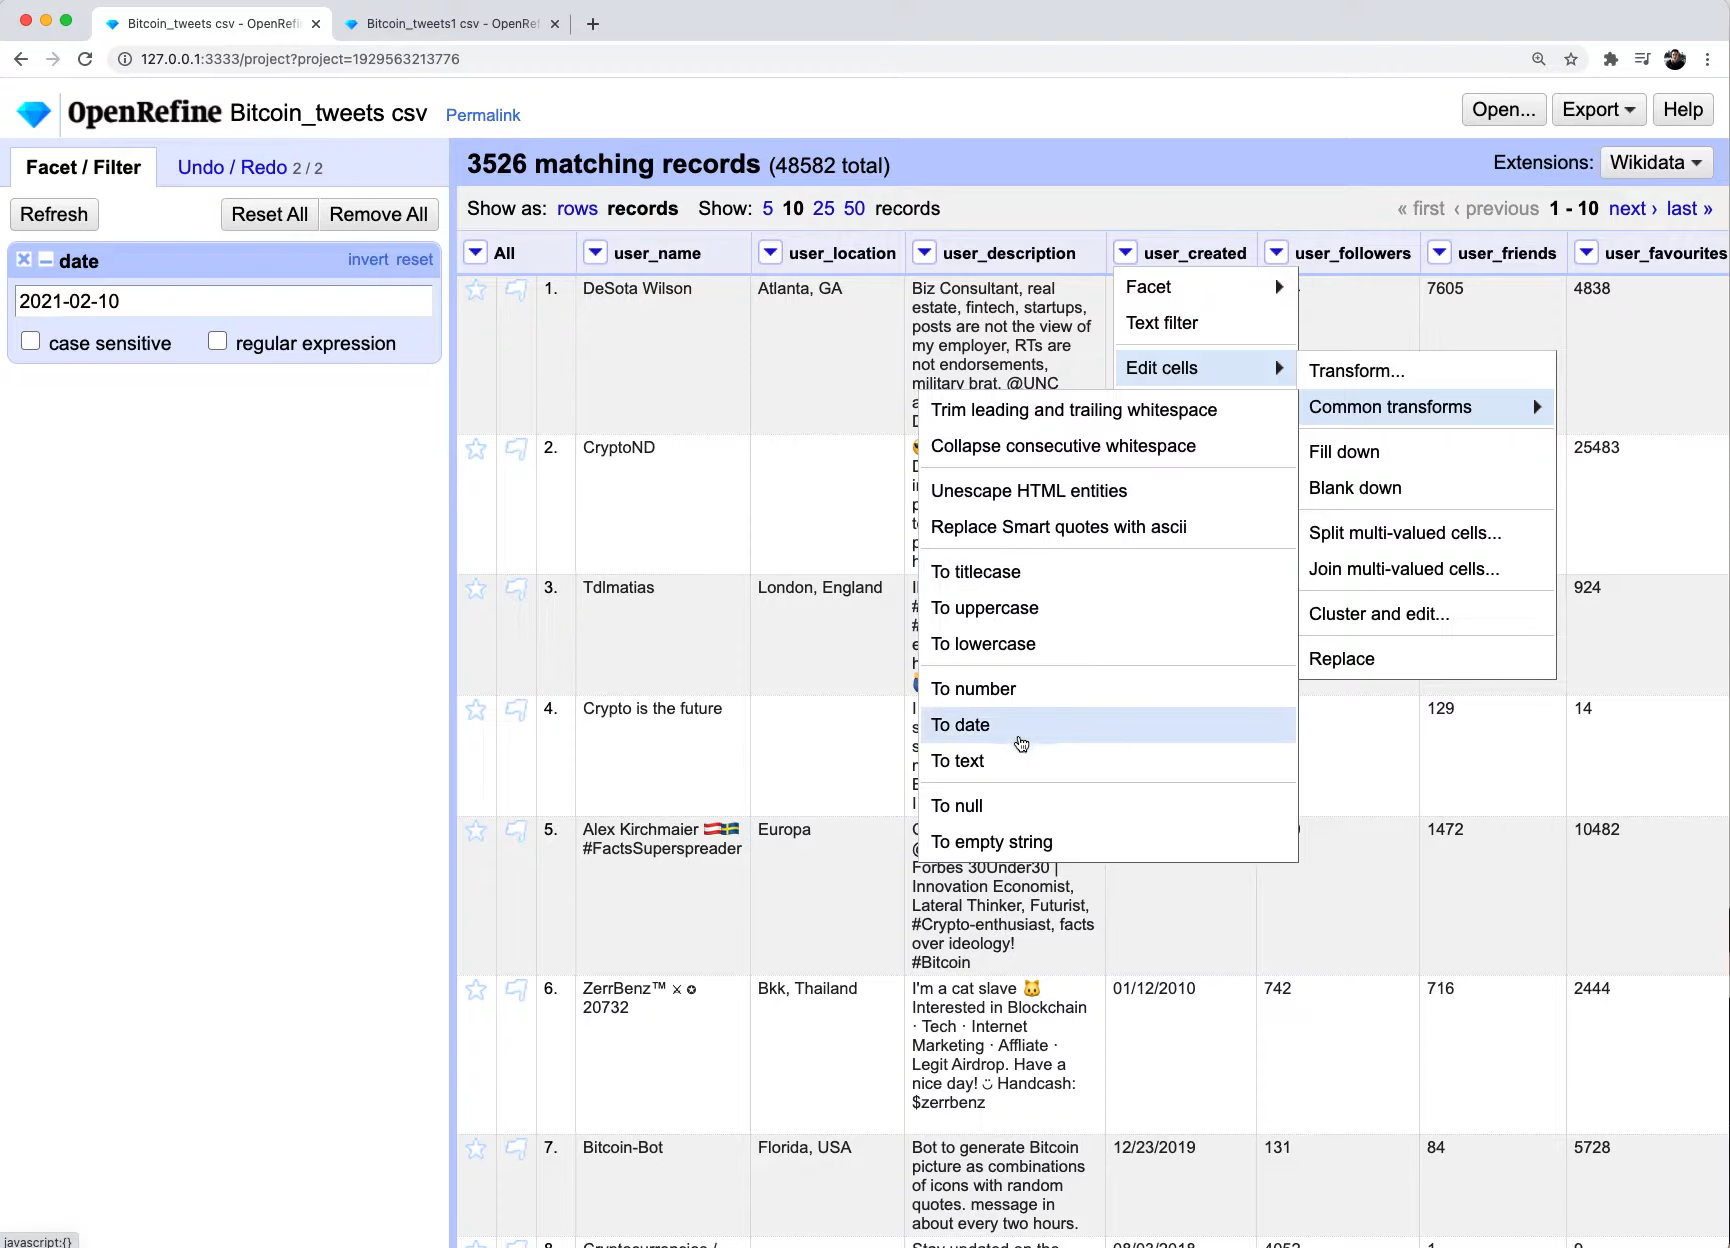 Bitcoin_tweets csv - OpenRefi
Bitcoin_tweets1 csv - OpenRef
127.0.0.1:3333/project?project=1929563213776
OpenRefine Bitcoin_tweets csv Permalink
Open... Export Help
Facet / Filter
Undo / Redo 2 / 2
Refresh
Reset All Remove All
date
invert reset
2021-02-10
case sensitive
regular expression
3526 matching records (48582 total)
Extensions: Wikidata
Show as: rows records Show: 5 10 25 50 records
« first ‹ previous 1 - 10 next › last »
All user_name user_location user_description user_created user_followers user_friends user_favourites
1. DeSota Wilson Atlanta, GA
Biz Consultant, real
estate, fintech, startups,
posts are not the view of
my employer, RTs are
not endorsements,
military brat. @UNC
7605 4838
2. CryptoND
25483
3. Tdlmatias London, England
924
4. Crypto is the future
129 14
5. Alex Kirchmaier 🇦🇹🇸🇪
#FactsSuperspreader
Europa
Forbes 30Under30 |
Innovation Economist,
Lateral Thinker, Futurist,
#Crypto-enthusiast, facts
over ideology!
#Bitcoin
1472 10482
6. ZerrBenz™ ⚔ ✪
20732
Bkk, Thailand
I'm a cat slave 🐱
Interested in Blockchain
· Tech · Internet
Marketing · Affliate ·
Legit Airdrop. Have a
nice day! ツ Handcash:
$zerrbenz
01/12/2010 742 716 2444
7. Bitcoin-Bot Florida, USA
Bot to generate Bitcoin
picture as combinations
of icons with random
quotes. message in
about every two hours.
12/23/2019 131 84 5728
Facet
Text filter
Edit cells
Transform...
Common transforms
Fill down
Blank down
Split multi-valued cells...
Join multi-valued cells...
Cluster and edit...
Replace
Trim leading and trailing whitespace
Collapse consecutive whitespace
Unescape HTML entities
Replace Smart quotes with ascii
To titlecase
To uppercase
To lowercase
To number
To date
To text
To null
To empty string
javascript:{}